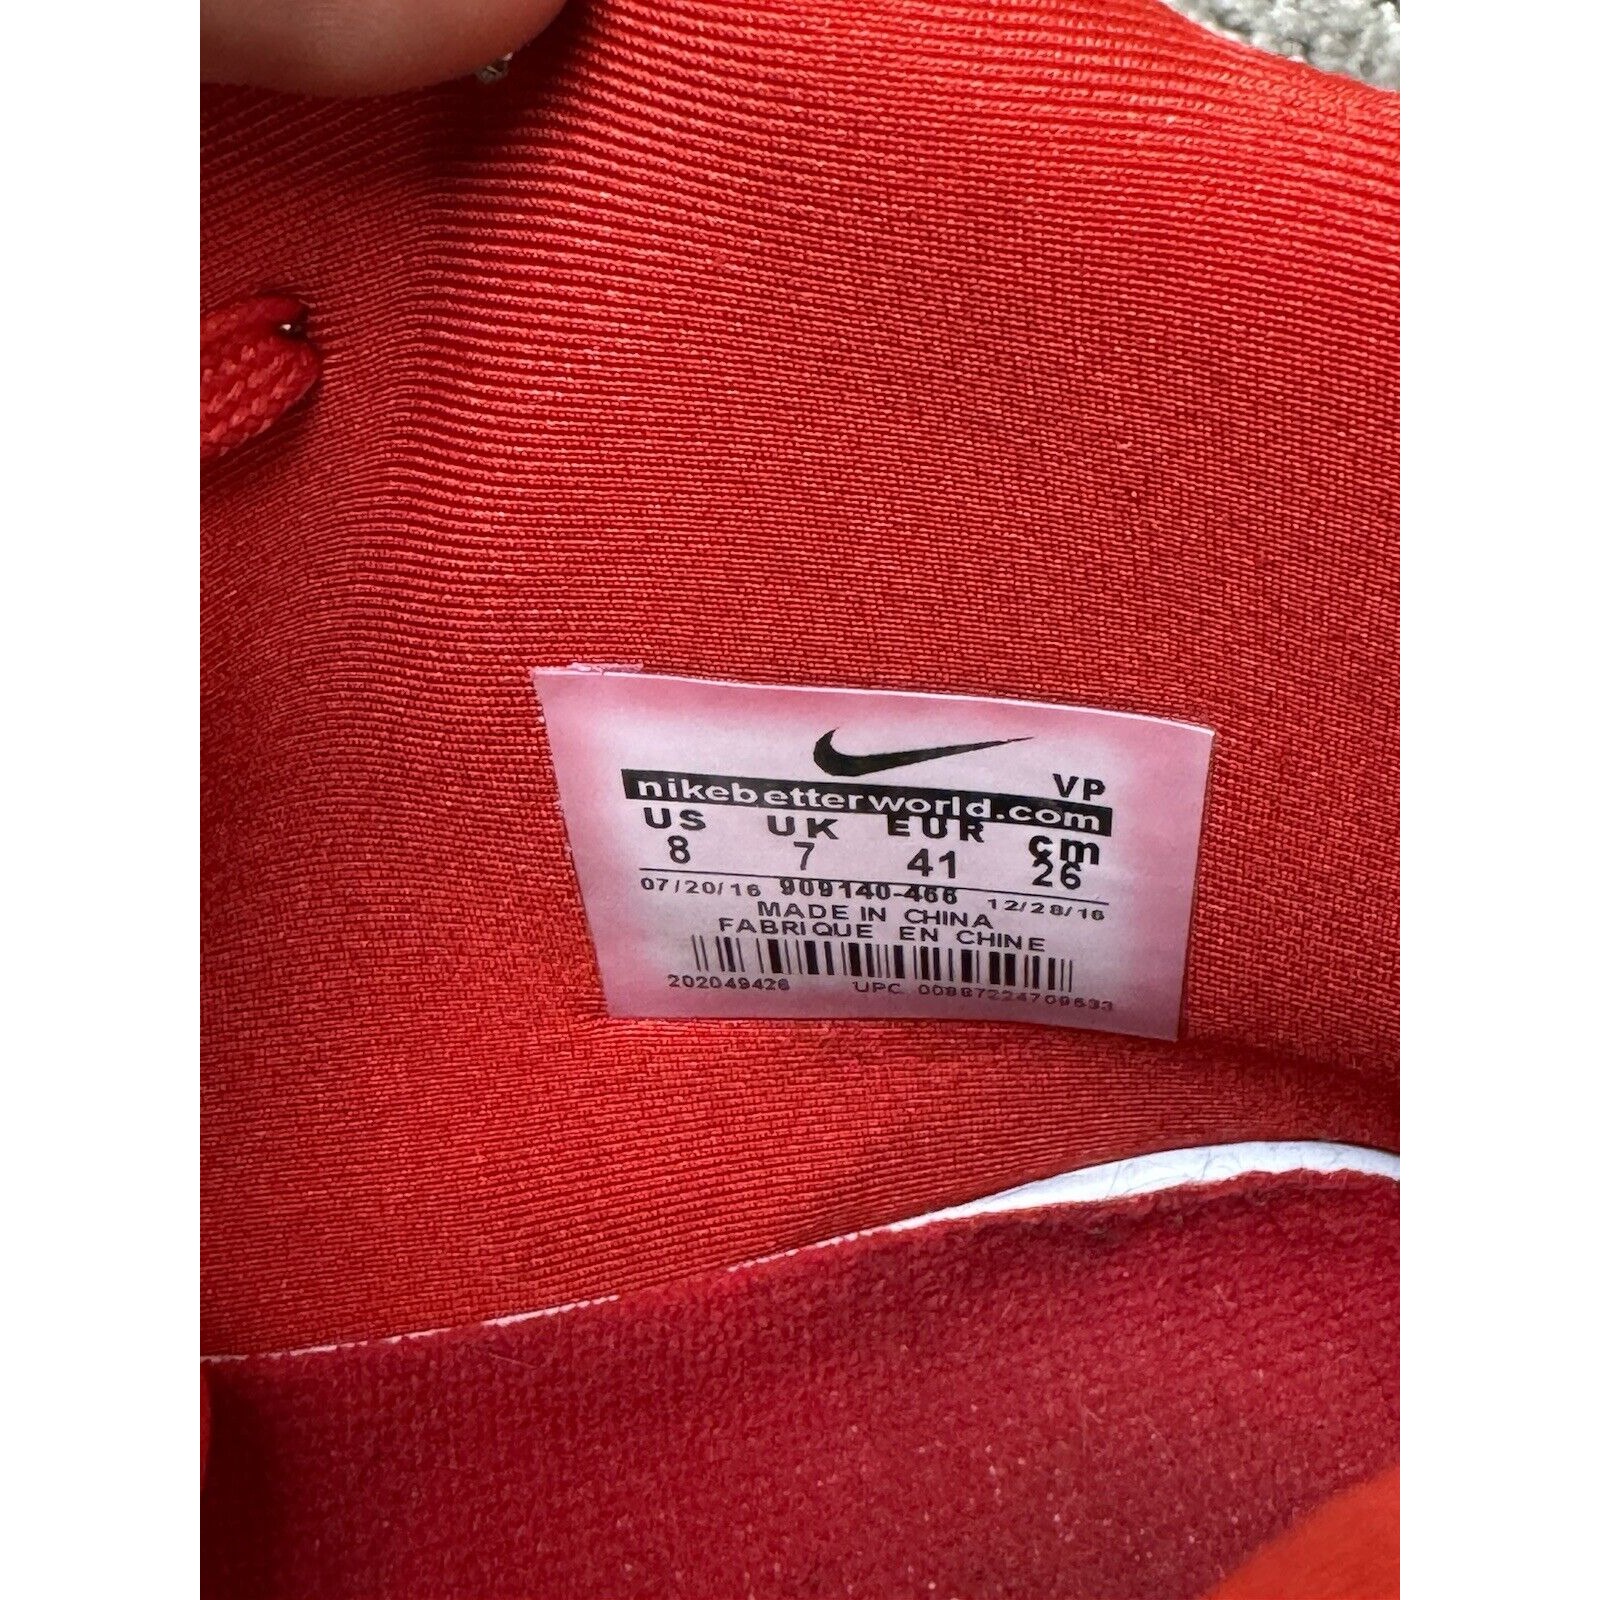 VP
nikebetterworld.com
US UK EUR cm
8 7 41 26
07/20/16 909140-466 12/28/16
MADE IN CHINA
FABRIQUE EN CHINE
202049426 UPC 00887224709633